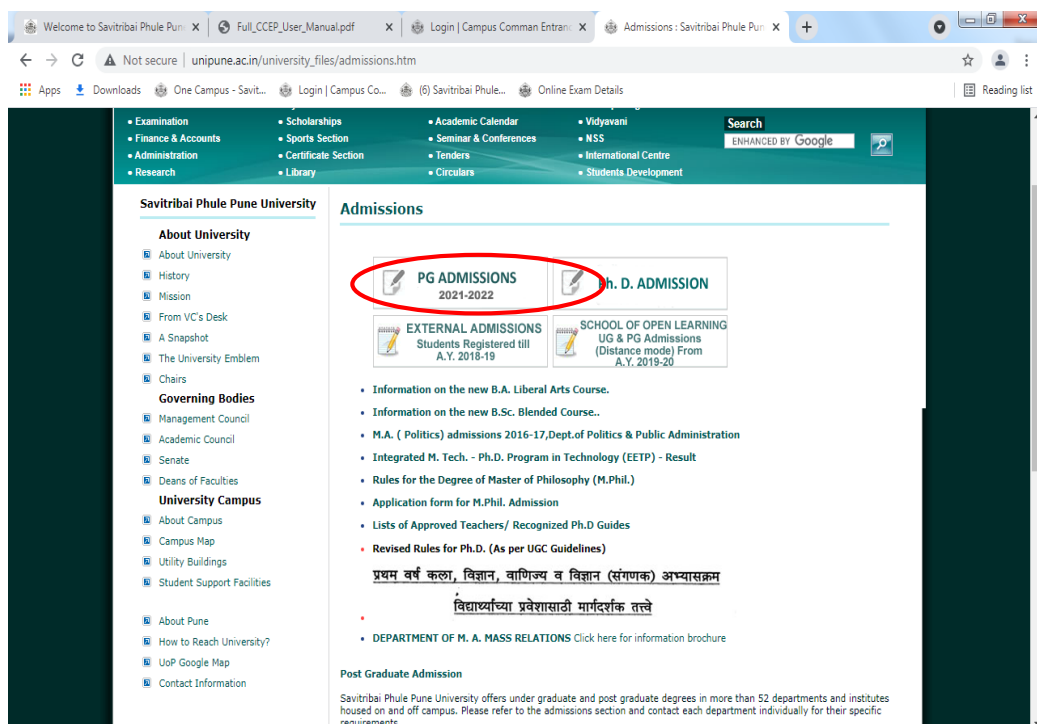 Welcome to Savitribai Phule Pun
Full_CCEP_User_Manual.pdf
Login | Campus Comman Entranc
Admissions : Savitribai Phule Pun
Not secure | unipune.ac.in/university_files/admissions.htm
Apps
Downloads
One Campus - Savit...
Login | Campus Co...
(6) Savitribai Phule...
Online Exam Details
Reading list
• Examination
• Scholarships
• Academic Calendar
• Vidyavani
Search
• Finance & Accounts
• Sports Section
• Seminar & Conferences
• NSS
ENHANCED BY Google
• Administration
• Certificate Section
• Tenders
• International Centre
• Research
• Library
• Circulars
• Students Development
Savitribai Phule Pune University
About University
About University
History
Mission
From VC's Desk
A Snapshot
The University Emblem
Chairs
Governing Bodies
Management Council
Academic Council
Senate
Deans of Faculties
University Campus
About Campus
Campus Map
Utility Buildings
Student Support Facilities
About Pune
How to Reach University?
UoP Google Map
Contact Information
Admissions
PG ADMISSIONS
2021-2022
Ph. D. ADMISSION
EXTERNAL ADMISSIONS
Students Registered till
A.Y. 2018-19
SCHOOL OF OPEN LEARNING
UG & PG Admissions
(Distance mode) From
A.Y. 2019-20
• Information on the new B.A. Liberal Arts Course.
• Information on the new B.Sc. Blended Course..
• M.A. ( Politics) admissions 2016-17,Dept.of Politics & Public Administration
• Integrated M. Tech. - Ph.D. Program in Technology (EETP) - Result
• Rules for the Degree of Master of Philosophy (M.Phil.)
• Application form for M.Phil. Admission
• Lists of Approved Teachers/ Recognized Ph.D Guides
• Revised Rules for Ph.D. (As per UGC Guidelines)
प्रथम वर्ष कला, विज्ञान, वाणिज्य व विज्ञान (संगणक) अभ्यासक्रम
विद्यार्थ्यांच्या प्रवेशासाठी मार्गदर्शक तत्त्वे
• DEPARTMENT OF M. A. MASS RELATIONS Click here for information brochure
Post Graduate Admission
Savitribai Phule Pune University offers under graduate and post graduate degrees in more than 52 departments and institutes
housed on and off campus. Please refer to the admissions section and contact each department individually for their specific
requirements